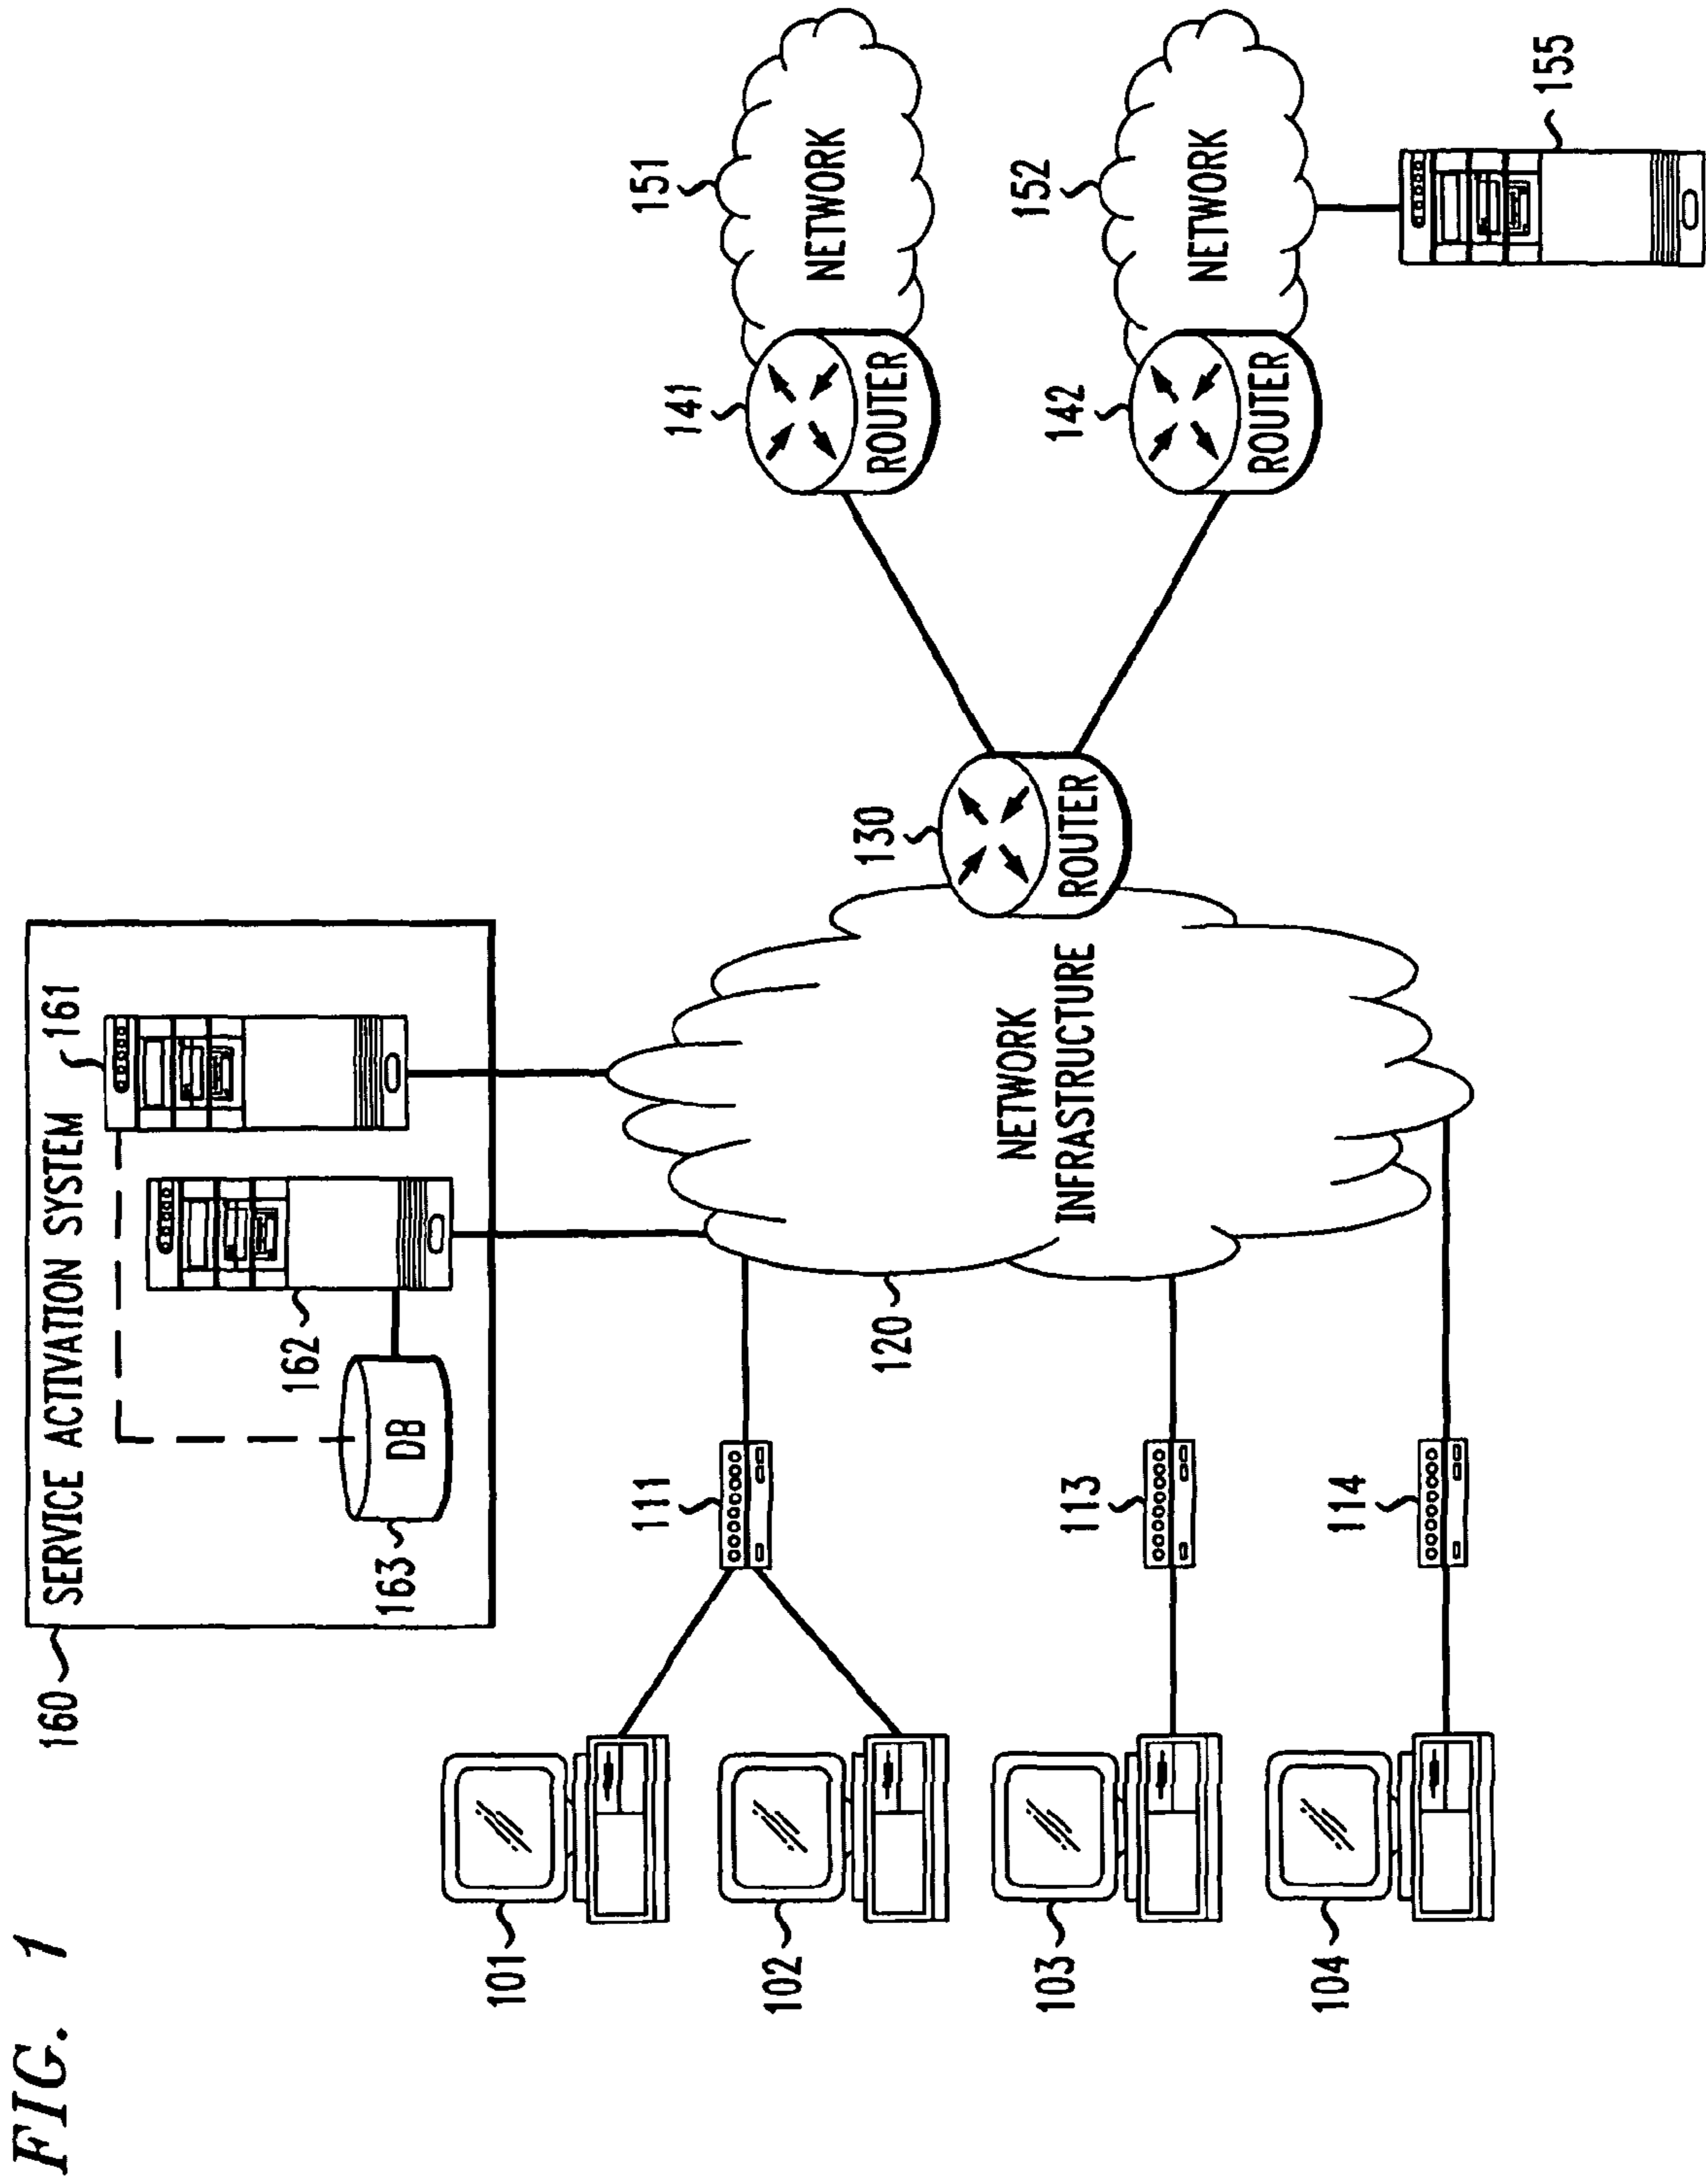 FIG. 1
160
SERVICE ACTIVATION SYSTEM
161
162
163
DB
101
102
103
104
111
113
114
120
NETWORK
INFRASTRUCTURE
130
ROUTER
141
ROUTER
151
NETWORK
142
ROUTER
152
NETWORK
155